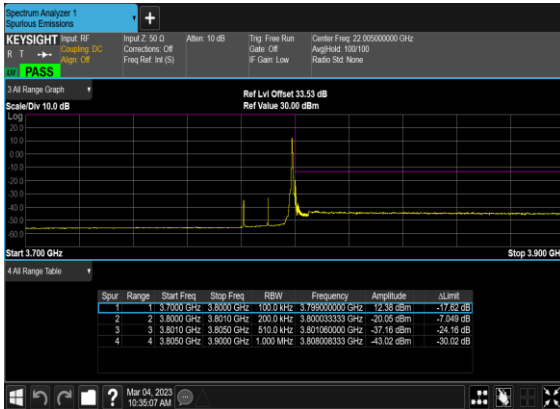 Spectrum Analyzer 1
Spurious Emissions
KEYSIGHT Input: RF
R T Coupling: DC
Align: Off
Input Z: 50 Ω
Corrections: Off
Freq Ref: Int (S)
Atten: 10 dB
Trig: Free Run
Gate: Off
IF Gain: Low
Center Freq: 22.005000000 GHz
Avg|Hold: 100/100
Radio Std: None
PASS
3 All Range Graph
Scale/Div 10.0 dB
Ref Lvl Offset 33.53 dB
Ref Value 30.00 dBm
Log
20.0
10.0
0.00
-10.0
-20.0
-30.0
-40.0
-50.0
-60.0
Start 3.700 GHz
Stop 3.900 GH
4 All Range Table
Spur Range Start Freq Stop Freq RBW Frequency Amplitude ΔLimit
1 1 3.7000 GHz 3.8000 GHz 100.0 kHz 3.799000000 GHz 12.38 dBm -17.62 dB
2 2 3.8000 GHz 3.8010 GHz 200.0 kHz 3.800033333 GHz -20.05 dBm -7.049 dB
3 3 3.8010 GHz 3.8050 GHz 510.0 kHz 3.801060000 GHz -37.16 dBm -24.16 dB
4 4 3.8050 GHz 3.9000 GHz 1.000 MHz 3.808008333 GHz -43.02 dBm -30.02 dB
Mar 04, 2023
10:35:07 AM